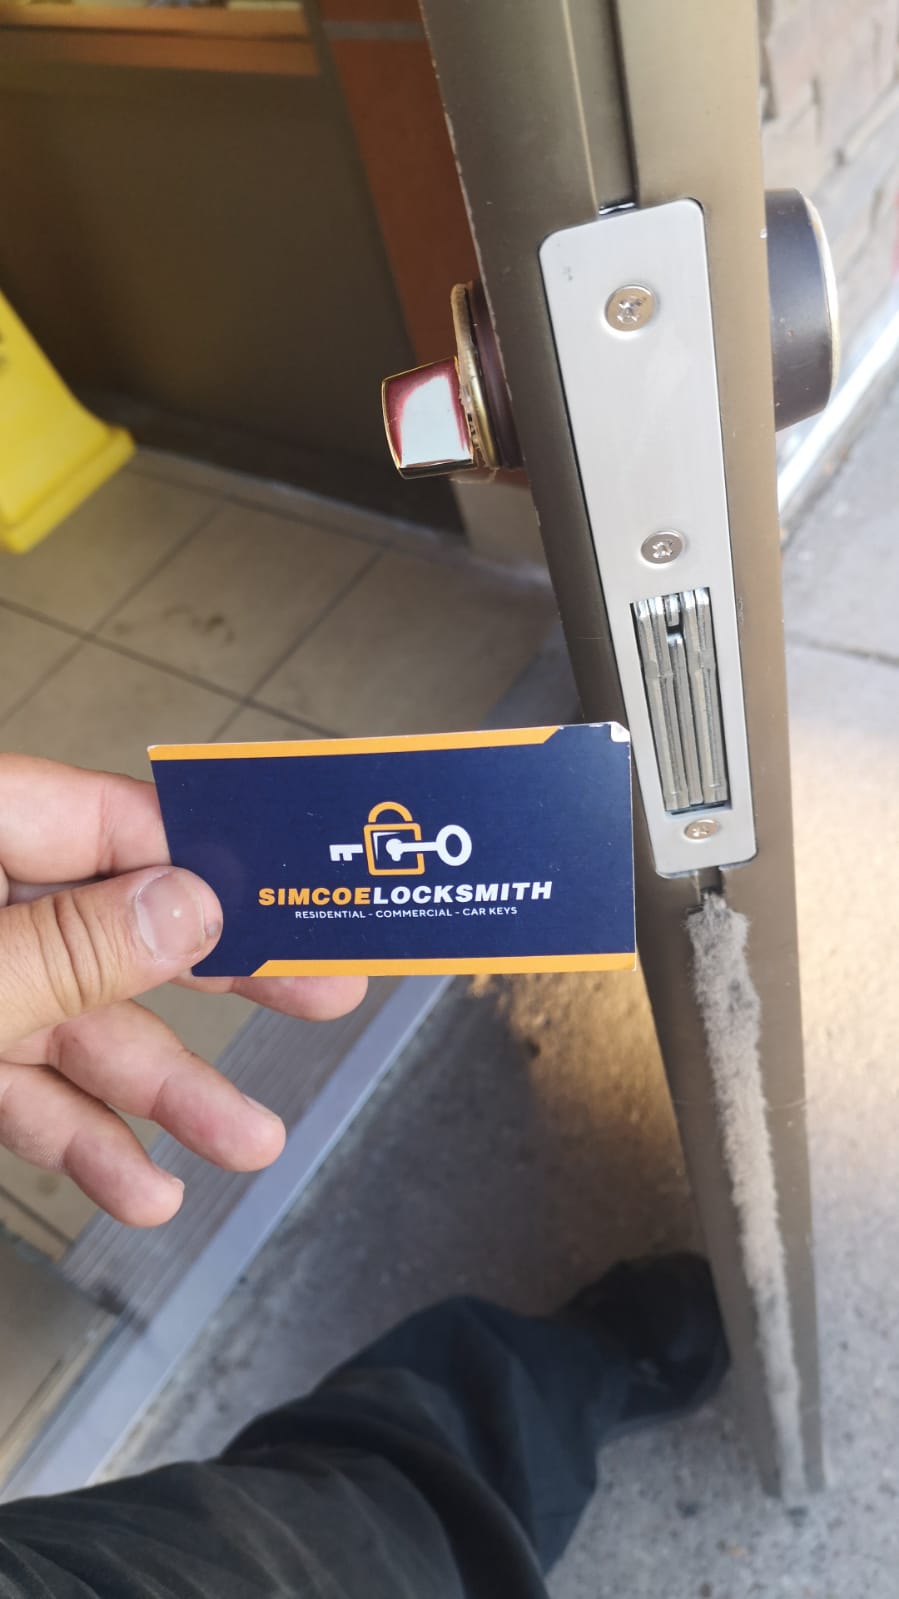 SIMCOELOCKSMITH
RESIDENTIAL - COMMERCIAL - CAR KEYS